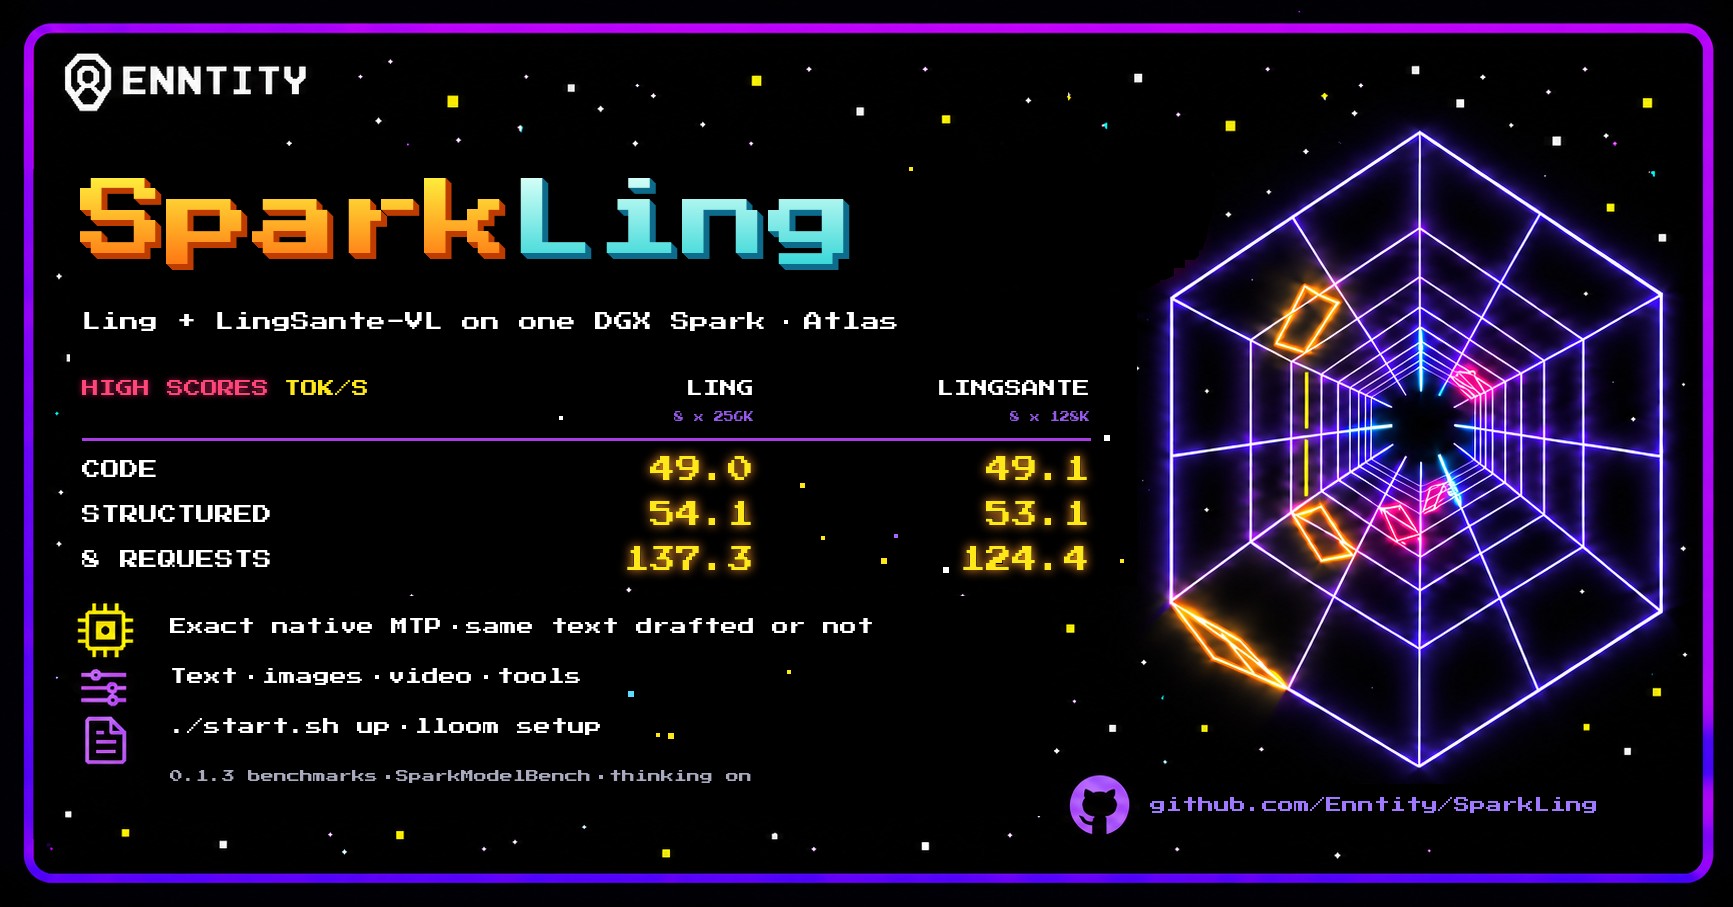 ENNTITY
SparkLing
Ling + LingSante-VL on one DGX Spark · Atlas
HIGH SCORES TOK/S LING LINGSANTE
8 x 256K 8 x 128K
CODE 49.0 49.1
STRUCTURED 54.1 53.1
8 REQUESTS 137.3 124.4
Exact native MTP · same text drafted or not
Text · images · video · tools
./start.sh up · lloom setup
0.1.3 benchmarks · SparkModelBench · thinking on
github.com/Enntity/SparkLing